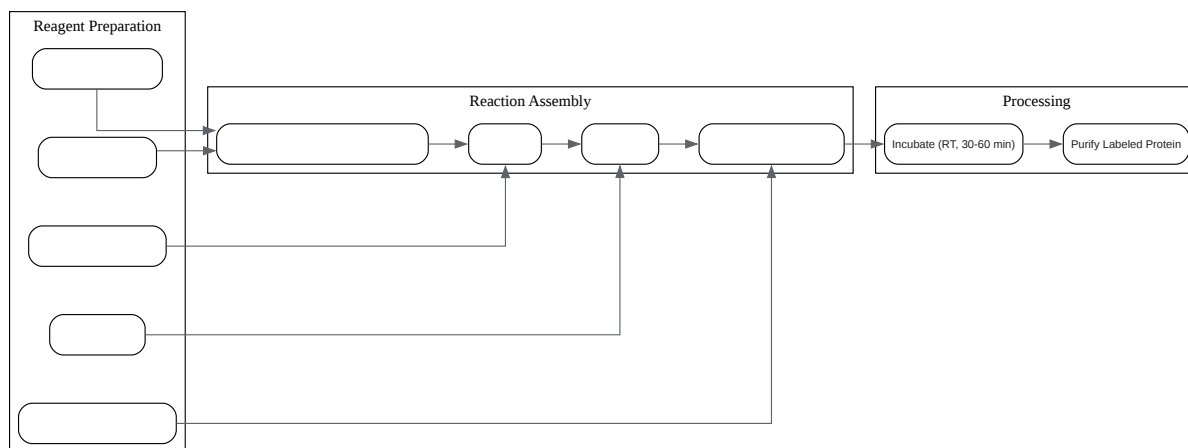 Reagent Preparation
Reaction Assembly
Processing
Incubate (RT, 30-60 min)
Purify Labeled Protein